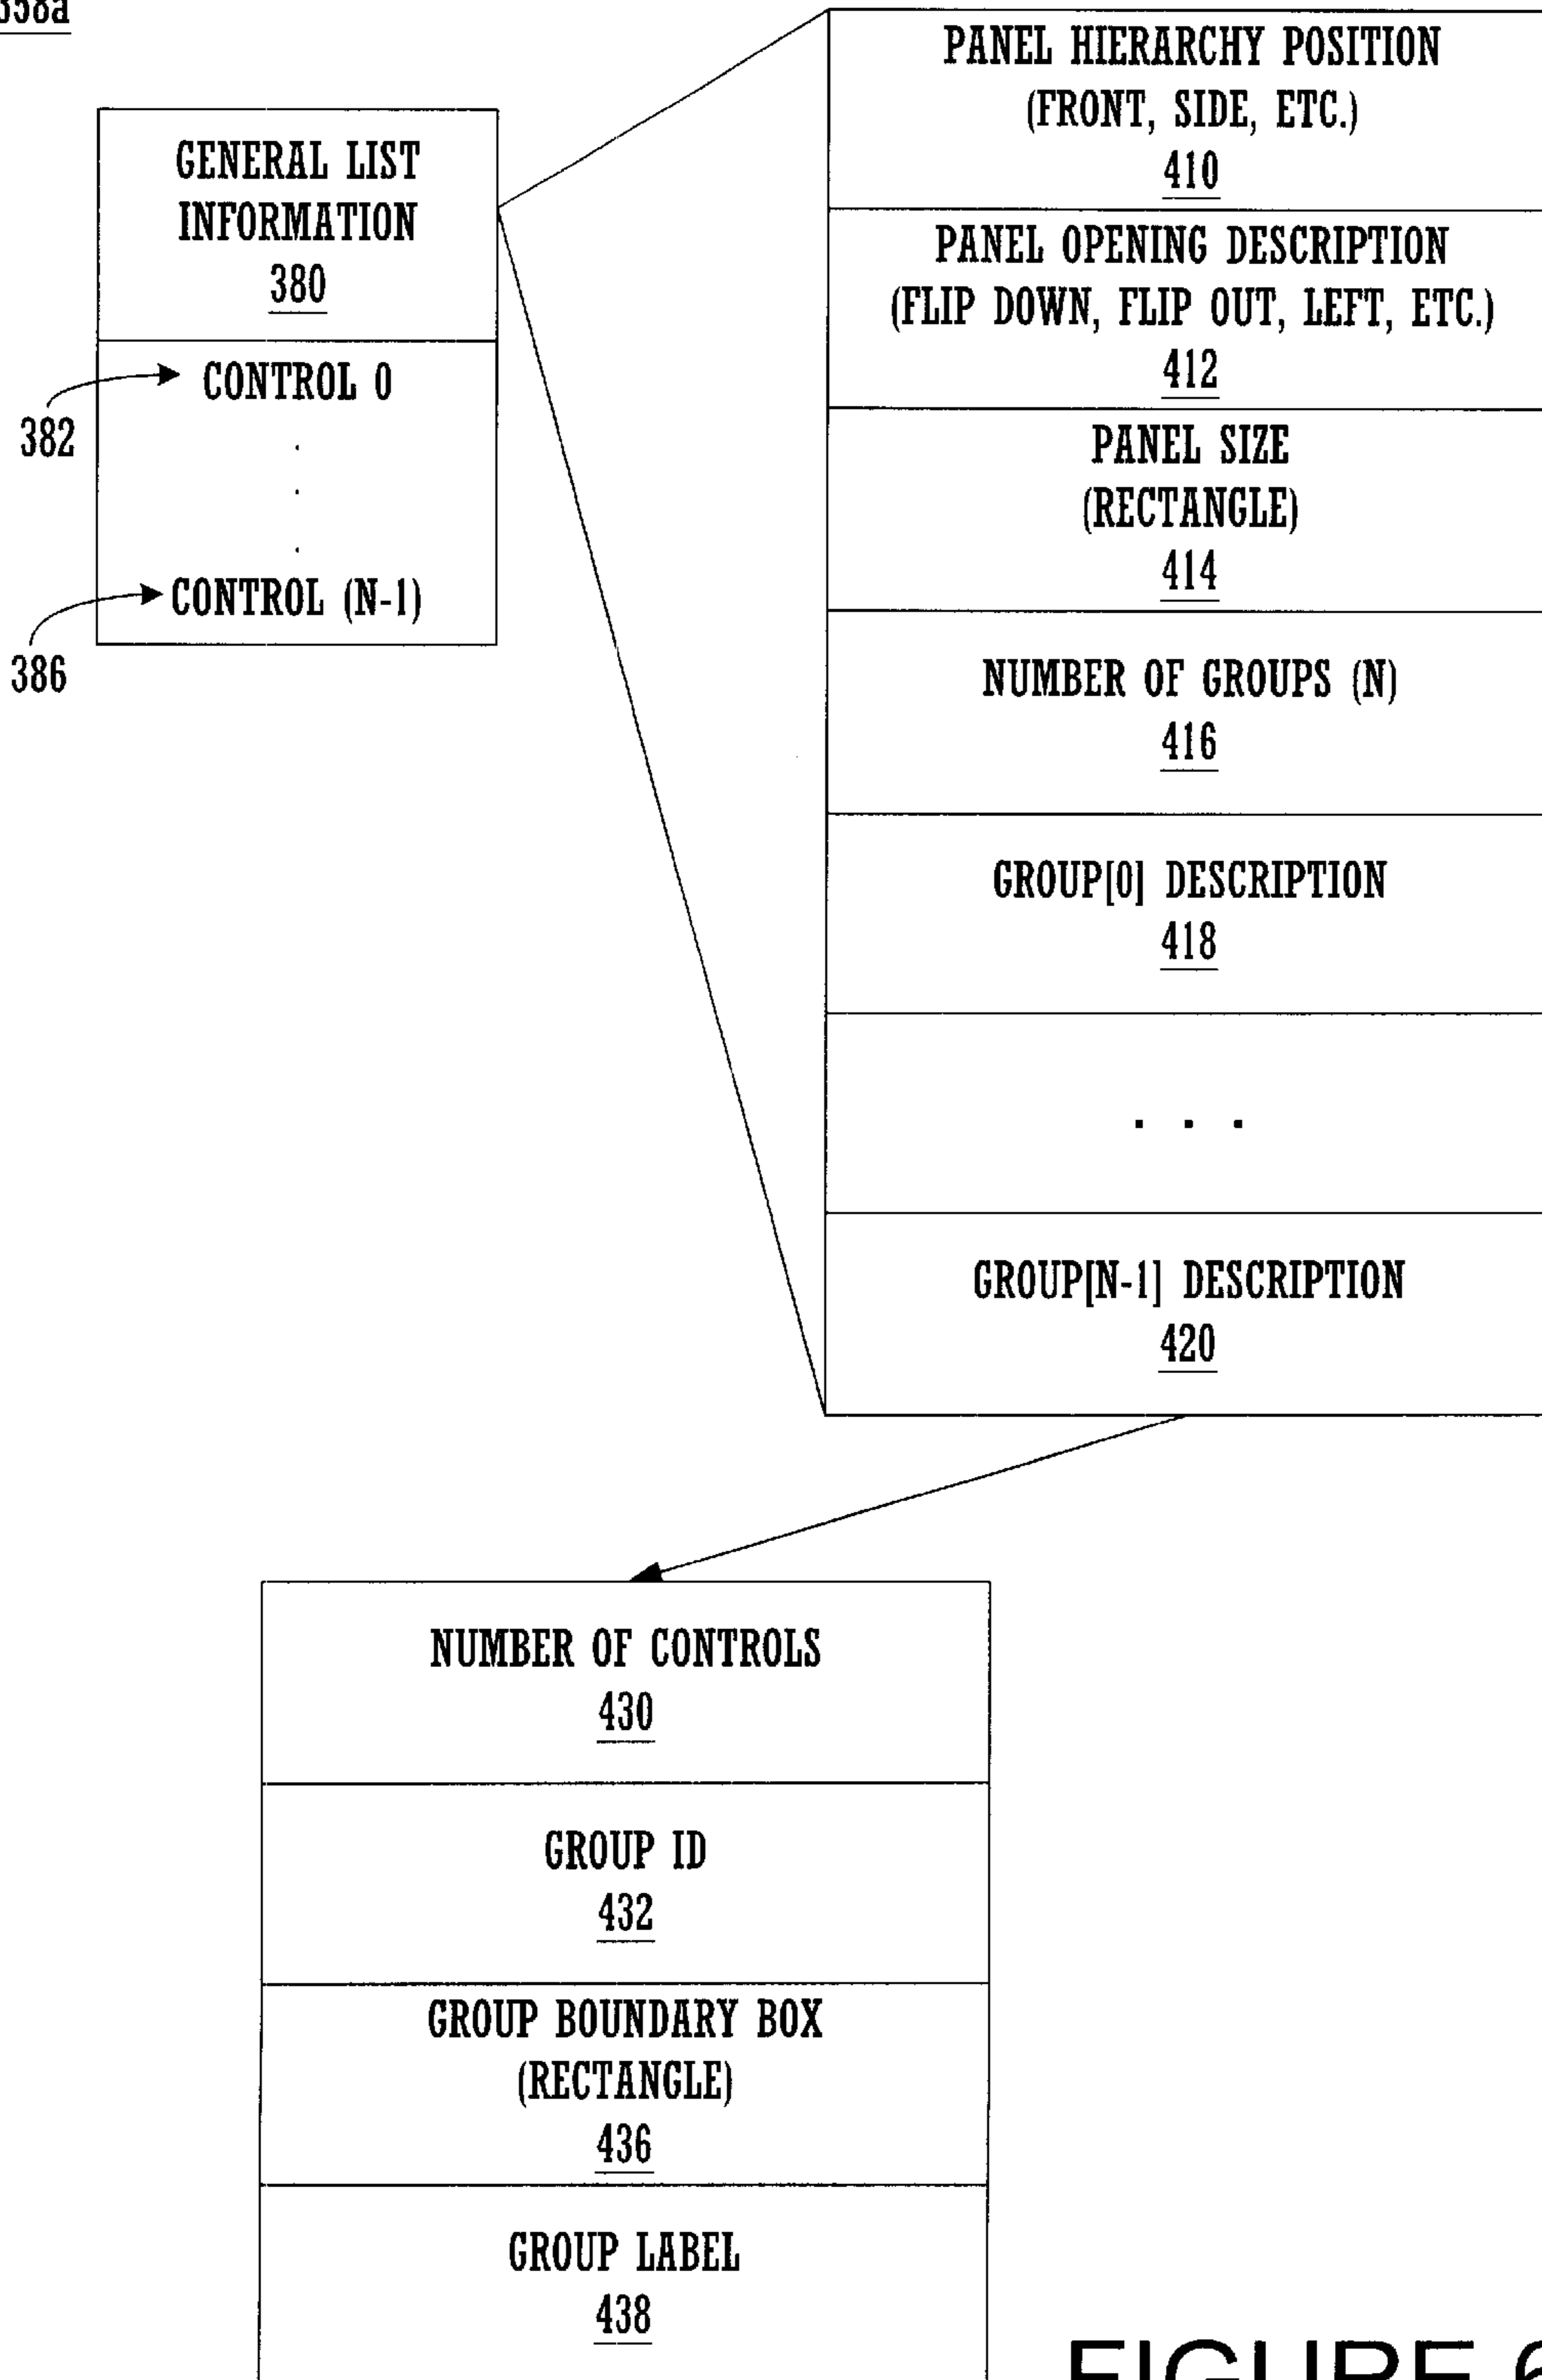 358a
GENERAL LIST
INFORMATION
380
CONTROL 0
382
.
.
.
CONTROL (N-1)
386
PANEL HIERARCHY POSITION
(FRONT, SIDE, ETC.)
410
PANEL OPENING DESCRIPTION
(FLIP DOWN, FLIP OUT, LEFT, ETC.)
412
PANEL SIZE
(RECTANGLE)
414
NUMBER OF GROUPS (N)
416
GROUP[0] DESCRIPTION
418
. . .
GROUP[N-1] DESCRIPTION
420
NUMBER OF CONTROLS
430
GROUP ID
432
GROUP BOUNDARY BOX
(RECTANGLE)
436
GROUP LABEL
438
FIGURE 6